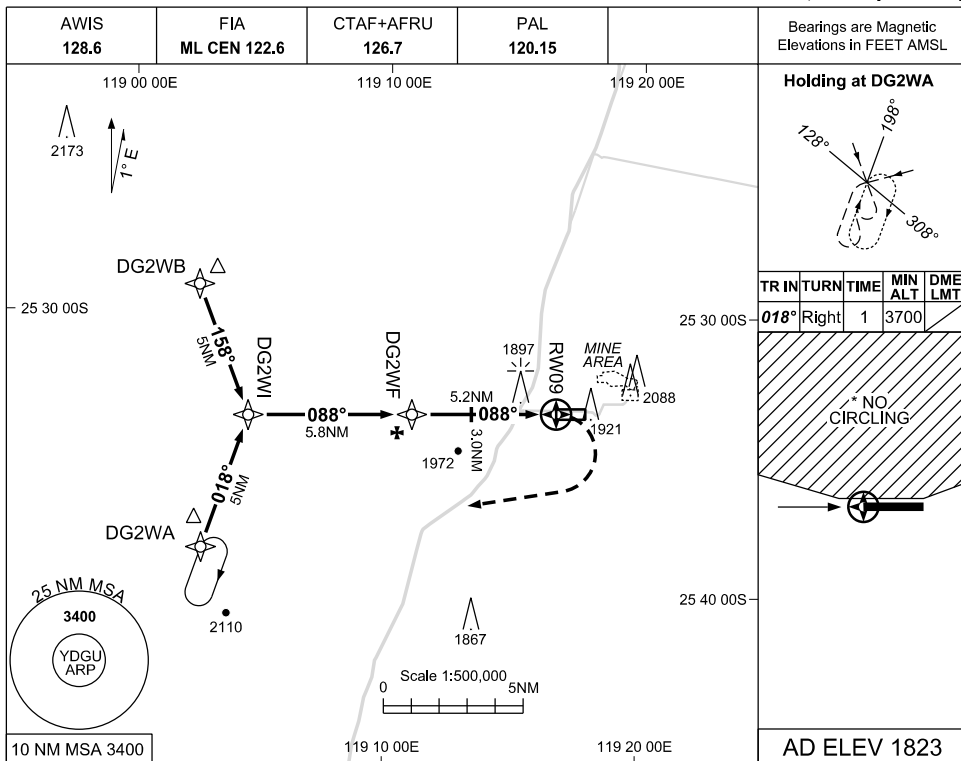 AWIS
128.6
FIA
ML CEN 122.6
CTAF+AFRU
126.7
PAL
120.15
Bearings are Magnetic
Elevations in FEET AMSL
119 00 00E
119 10 00E
119 20 00E
2173
1° E
DG2WB
158°
5NM
25 30 00S
25 30 00S
DG2WI
088°
5.8NM
DG2WF
5.2NM
088°
3.0NM
1897
RW09
MINE
AREA
2088
1921
1972
018°
5NM
DG2WA
2110
25 NM MSA
3400
YDGU
ARP
10 NM MSA 3400
1867
25 40 00S
Scale 1:500,000
0
5NM
119 10 00E
119 20 00E
Holding at DG2WA
128°
198°
308°
TR IN TURN TIME MIN ALT DME LMT
018° Right 1 3700
* NO
CIRCLING
AD ELEV 1823